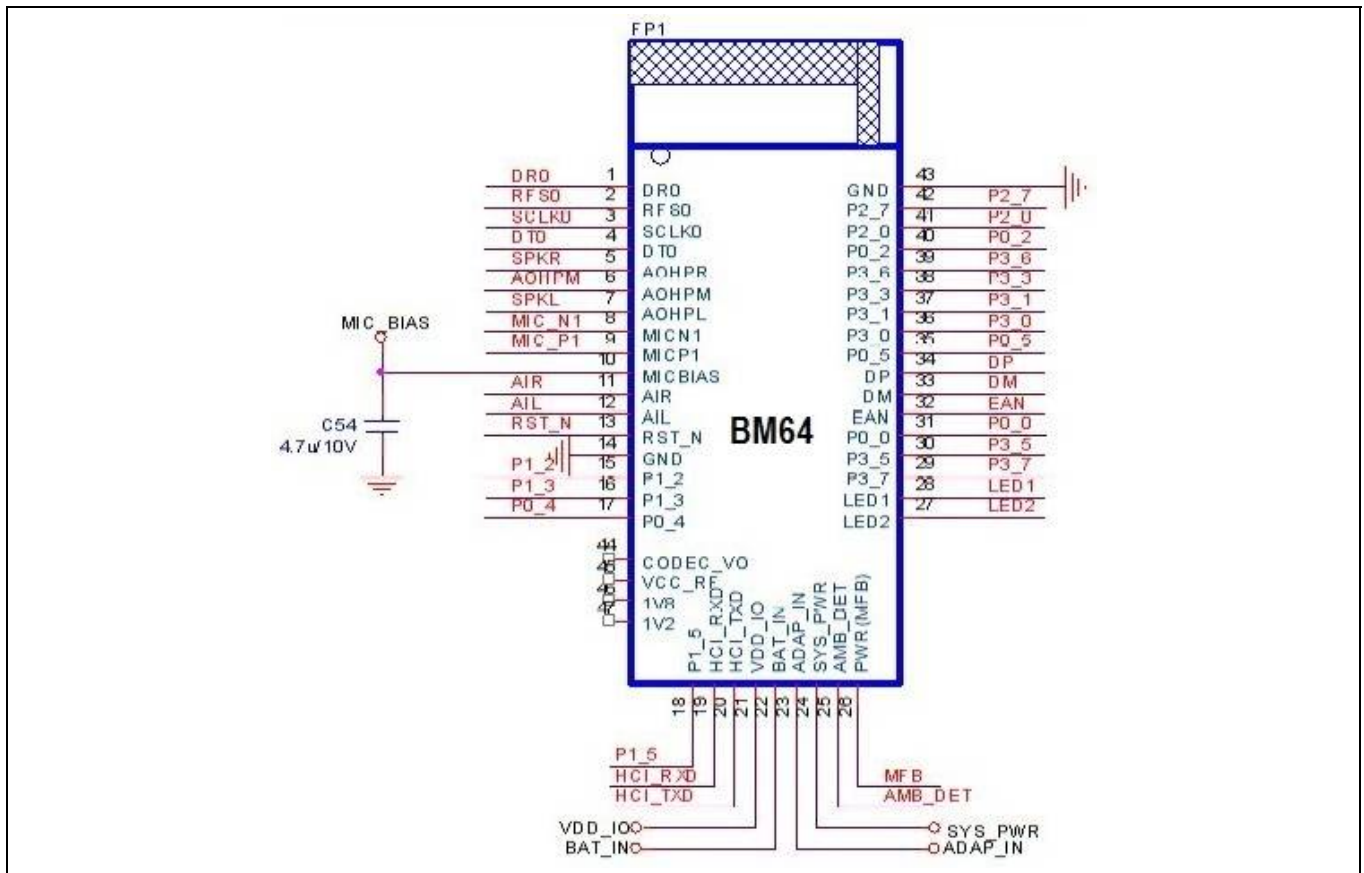 FP1
DR0 1 DR0 GND 43
RFS0 2 RFS0 P2_7 42 P2_7
SCLK0 3 SCLK0 P2_0 41 P2_0
DT0 4 DT0 P0_2 40 P0_2
SPKR 5 AOHPR P3_6 39 P3_6
AOHPM 6 AOHPM P3_3 38 P3_3
SPKL 7 AOHPL P3_1 37 P3_1
MIC_N1 8 MICN1 P3_0 36 P3_0
MIC_P1 9 MICP1 P0_5 35 P0_5
MIC_BIAS
10 MICBIAS DP 34 DP
AIR 11 AIR DM 33 DM
AIL 12 AIL EAN 32 EAN
RST_N 13 RST_N P0_0 31 P0_0
C54
4.7u/10V
BM64
14 GND P3_5 30 P3_5
P1_2 15 P1_2 P3_7 29 P3_7
P1_3 16 P1_3 LED1 28 LED1
P0_4 17 P0_4 LED2 27 LED2
44 CODEC_VO
45 VCC_RF
46 1V8
47 1V2
P1_5 HCI_RXD HCI_TXD VDD_IO BAT_IN ADAP_IN SYS_PWR AMB_DET PWR(MFB)
18 19 20 21 22 23 24 25 26
P1_5
HCI_RXD MFB
HCI_TXD AMB_DET
VDD_IO SYS_PWR
BAT_IN ADAP_IN